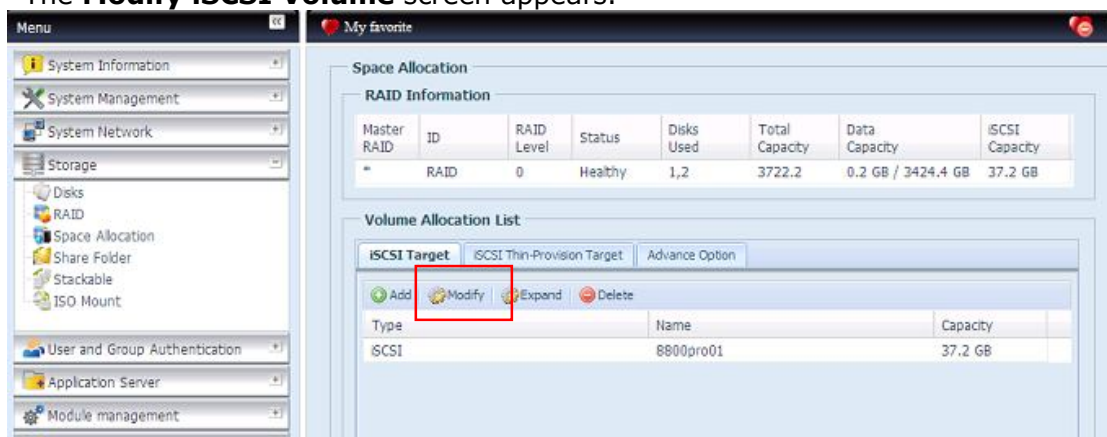 The Modify iSCSI Volume screen appears.
Menu
My favorite
System Information
System Management
System Network
Storage
Disks
RAID
Space Allocation
Share Folder
Stackable
ISO Mount
User and Group Authentication
Application Server
Module management
Space Allocation
RAID Information
Master RAID ID RAID Level Status Disks Used Total Capacity Data Capacity iSCSI Capacity
* RAID 0 Healthy 1,2 3722.2 0.2 GB / 3424.4 GB 37.2 GB
Volume Allocation List
iSCSI Target iSCSI Thin-Provision Target Advance Option
Add Modify Expand Delete
Type Name Capacity
iSCSI 8800pro01 37.2 GB